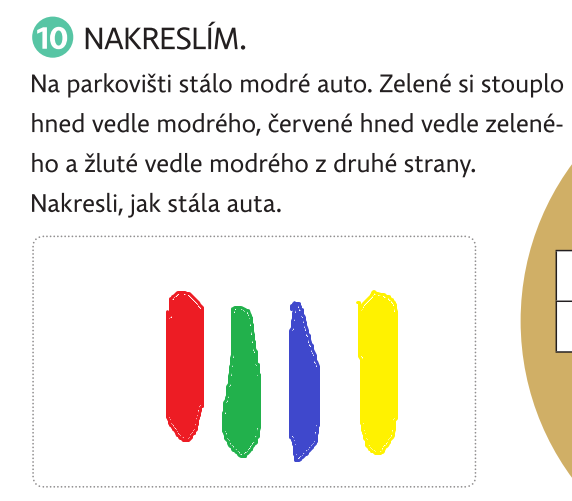 10 NAKRESLÍM.
Na parkovišti stálo modré auto. Zelené si stouplo
hned vedle modrého, červené hned vedle zelené-
ho a žluté vedle modrého z druhé strany.
Nakresli, jak stála auta.